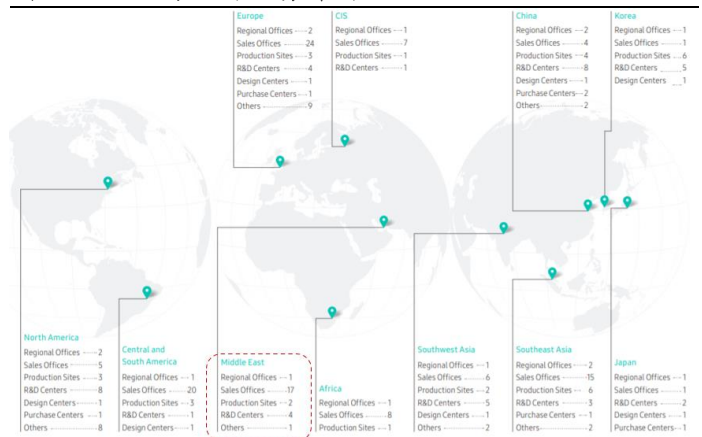 Europe
Regional Offices 2
Sales Offices 24
Production Sites 3
R&D Centers 4
Design Centers 1
Purchase Centers 1
Others 9
CIS
Regional Offices 1
Sales Offices 7
Production Sites 1
R&D Centers 1
China
Regional Offices 2
Sales Offices 4
Production Sites 4
R&D Centers 8
Design Centers 1
Purchase Centers 2
Others 2
Korea
Regional Offices 1
Sales Offices 1
Production Sites 6
R&D Centers 5
Design Centers 1
North America
Regional Offices 2
Sales Offices 5
Production Sites 3
R&D Centers 8
Design Centers 1
Purchase Centers 1
Others 8
Central and
South America
Regional Offices 1
Sales Offices 20
Production Sites 3
R&D Centers 1
Design Centers 1
Middle East
Regional Offices 1
Sales Offices 17
Production Sites 2
R&D Centers 4
Others 1
Africa
Regional Offices 1
Sales Offices 8
Production Sites 1
Southwest Asia
Regional Offices 1
Sales Offices 6
Production Sites 2
R&D Centers 5
Design Centers 1
Others 2
Southeast Asia
Regional Offices 2
Sales Offices 15
Production Sites 6
R&D Centers 3
Purchase Centers 1
Others 2
Japan
Regional Offices 1
Sales Offices 1
R&D Centers 2
Design Centers 1
Purchase Centers 1